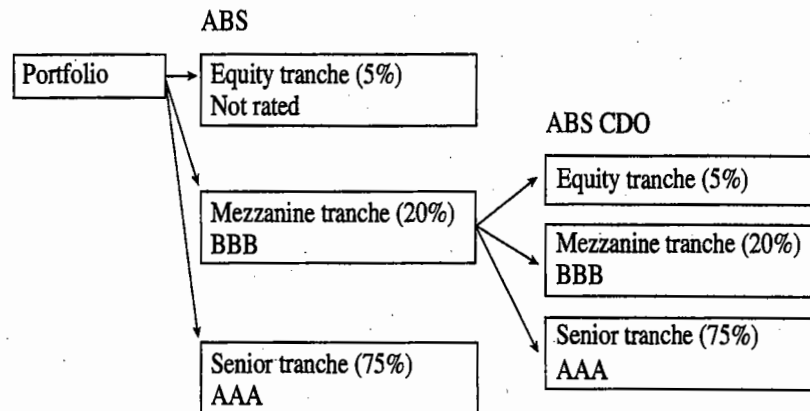 ABS
Portfolio
Equity tranche (5%)
Not rated
Mezzanine tranche (20%)
BBB
Senior tranche (75%)
AAA
ABS CDO
Equity tranche (5%)
Mezzanine tranche (20%)
BBB
Senior tranche (75%)
AAA